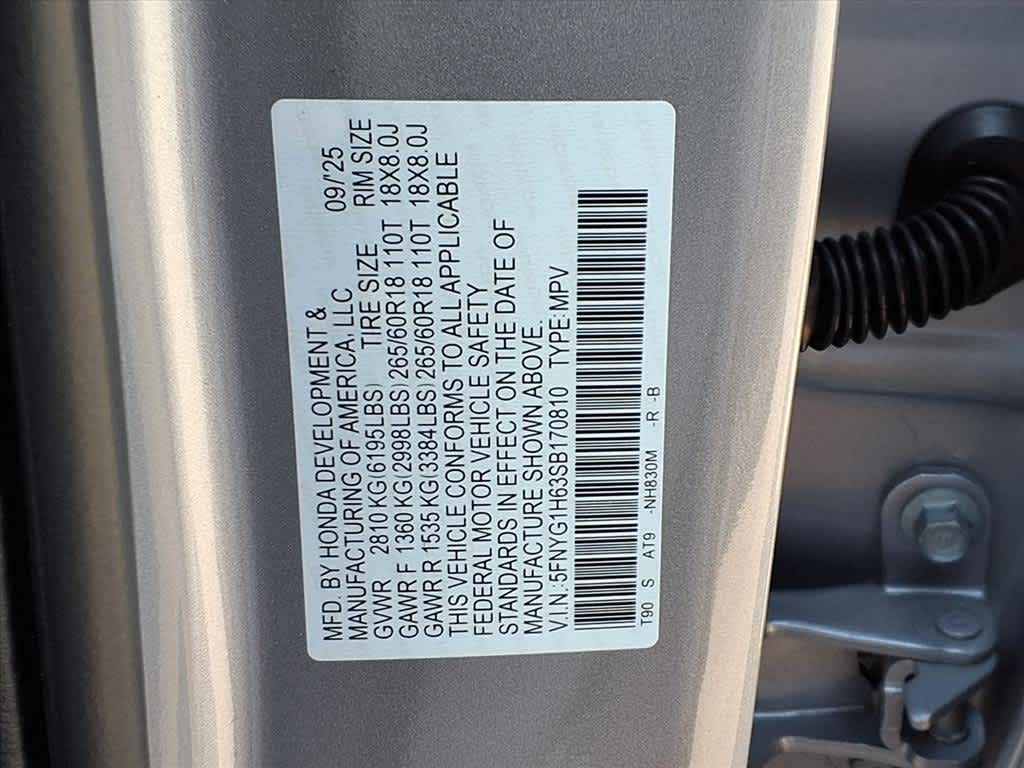 MFD. BY HONDA DEVELOPMENT &
MANUFACTURING OF AMERICA, LLC 09/'25
GVWR 2810 KG(6195LBS) TIRE SIZE RIM SIZE
GAWR F 1360 KG(2998LBS) 265/60R18 110T 18X8.0J
GAWR R 1535 KG(3384LBS) 265/60R18 110T 18X8.0J
THIS VEHICLE CONFORMS TO ALL APPLICABLE
FEDERAL MOTOR VEHICLE SAFETY
STANDARDS IN EFFECT ON THE DATE OF
MANUFACTURE SHOWN ABOVE.
V.I.N.:5FNYG1H63SB170810 TYPE:MPV
T90 S AT9 -NH830M -R -B